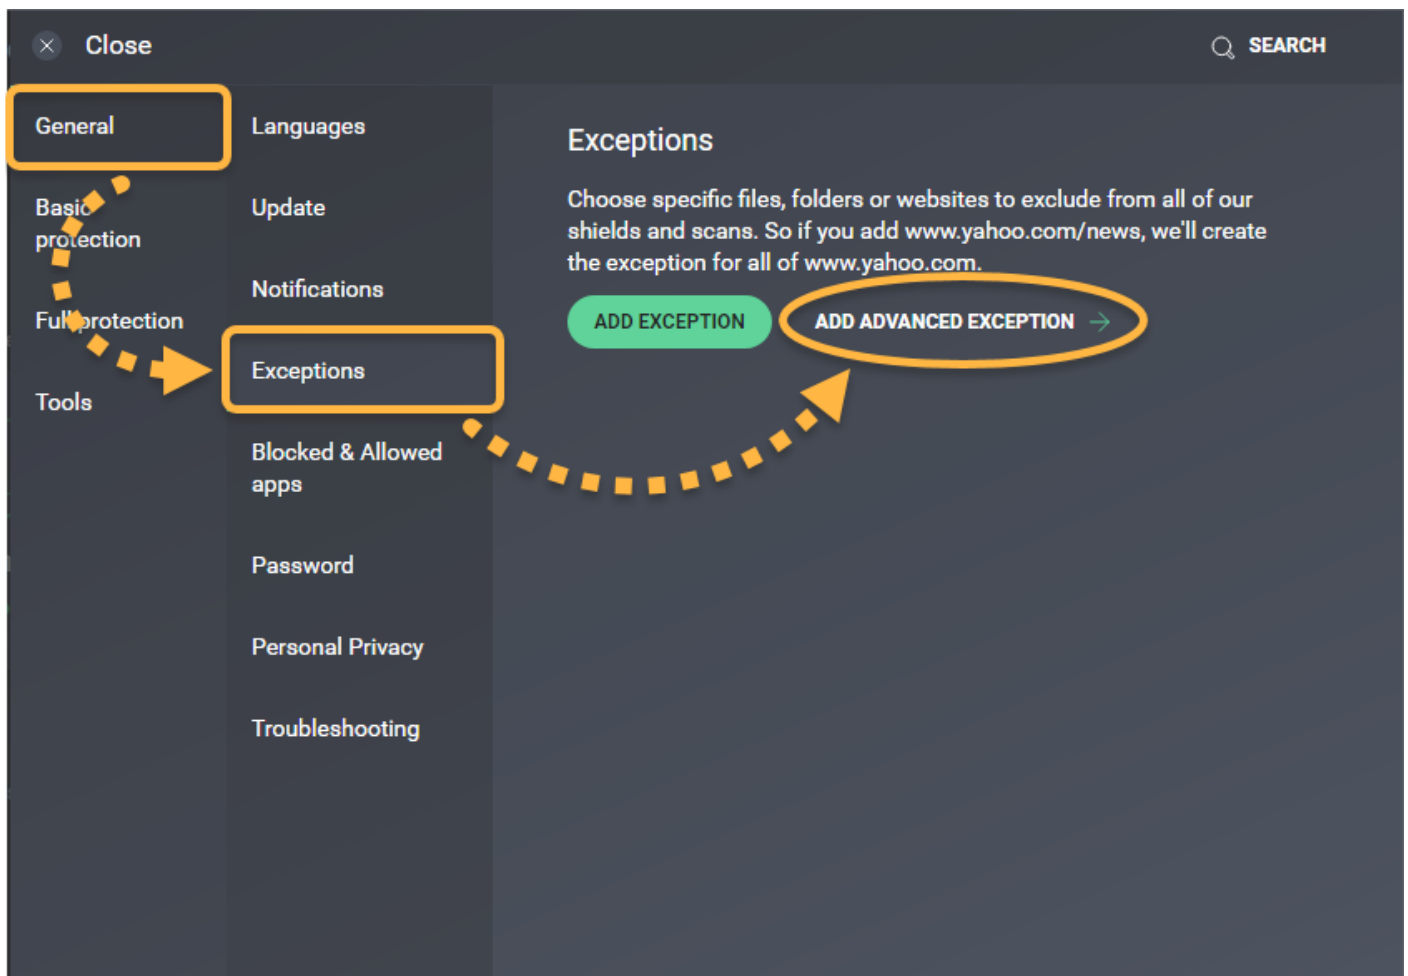 Close
SEARCH
General
Basic
protection
Full protection
Tools
Languages
Update
Notifications
Exceptions
Blocked & Allowed
apps
Password
Personal Privacy
Troubleshooting
Exceptions
Choose specific files, folders or websites to exclude from all of our
shields and scans. So if you add www.yahoo.com/news, we'll create
the exception for all of www.yahoo.com.
ADD EXCEPTION
ADD ADVANCED EXCEPTION →